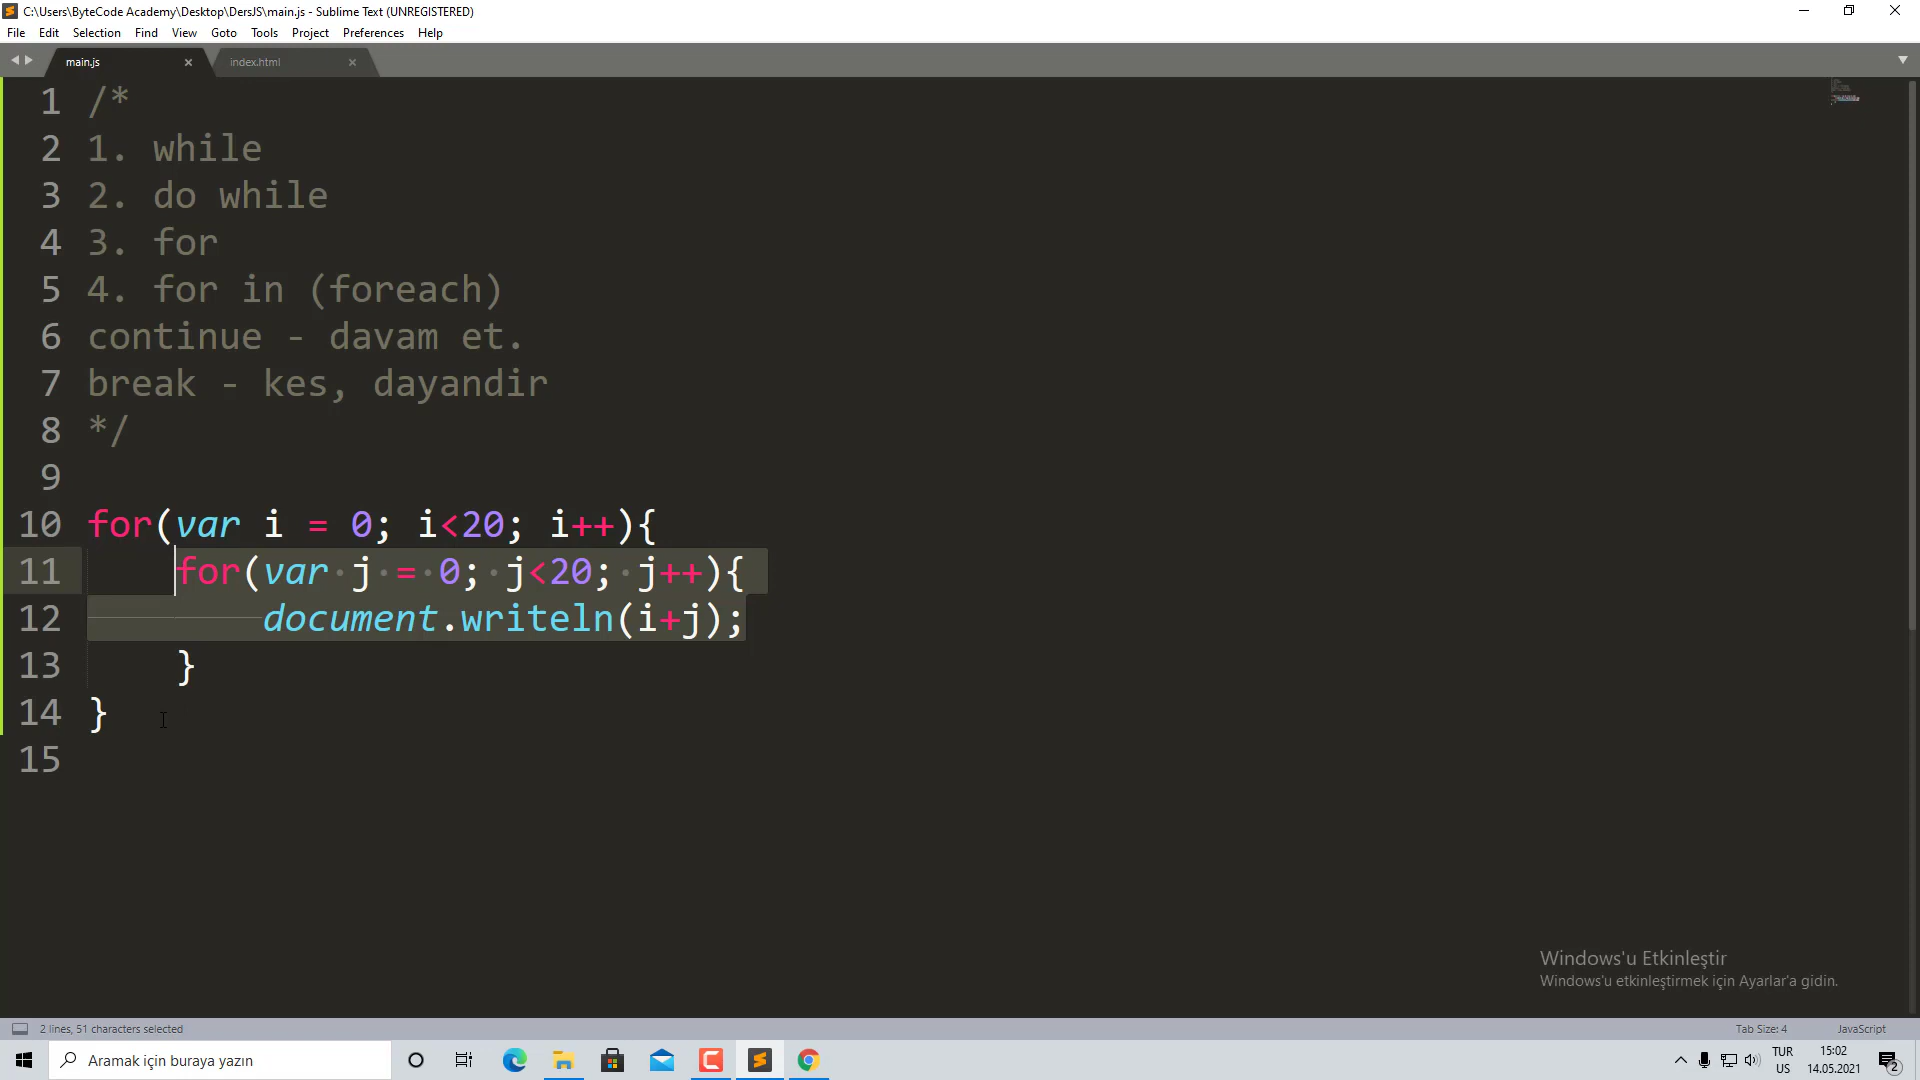 C:\Users\ByteCode Academy\Desktop\DersJS\main.js - Sublime Text (UNREGISTERED)
File Edit Selection Find View Goto Tools Project Preferences Help
main.js × index.html ×
1 /*
2 1. while
3 2. do while
4 3. for
5 4. for in (foreach)
6 continue - davam et.
7 break - kes, dayandir
8 */
9
10 for(var i = 0; i<20; i++){
11 for(var j = 0; j<20; j++){
12 document.writeln(i+j);
13 }
14 }
15
Windows'u Etkinleştir
Windows'u etkinleştirmek için Ayarlar'a gidin.
2 lines, 51 characters selected Tab Size: 4 JavaScript
Aramak için buraya yazın
TUR
US
15:02
14.05.2021
2